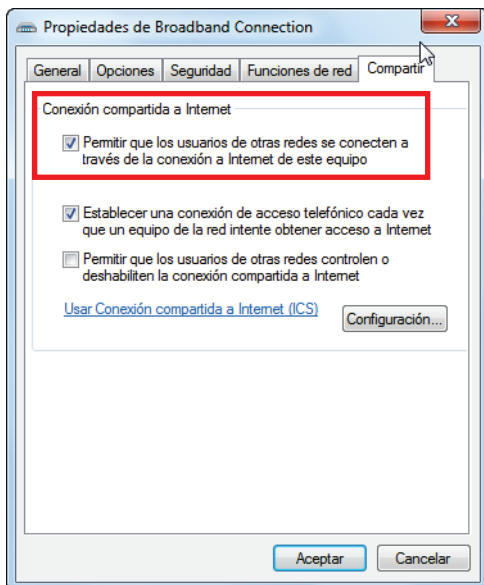 Propiedades de Broadband Connection
General Opciones Seguridad Funciones de red Compartir
Conexión compartida a Internet
Permitir que los usuarios de otras redes se conecten a
través de la conexión a Internet de este equipo
Establecer una conexión de acceso telefónico cada vez
que un equipo de la red intente obtener acceso a Internet
Permitir que los usuarios de otras redes controlen o
deshabiliten la conexión compartida a Internet
Usar Conexión compartida a Internet (ICS)
Configuración...
Aceptar Cancelar